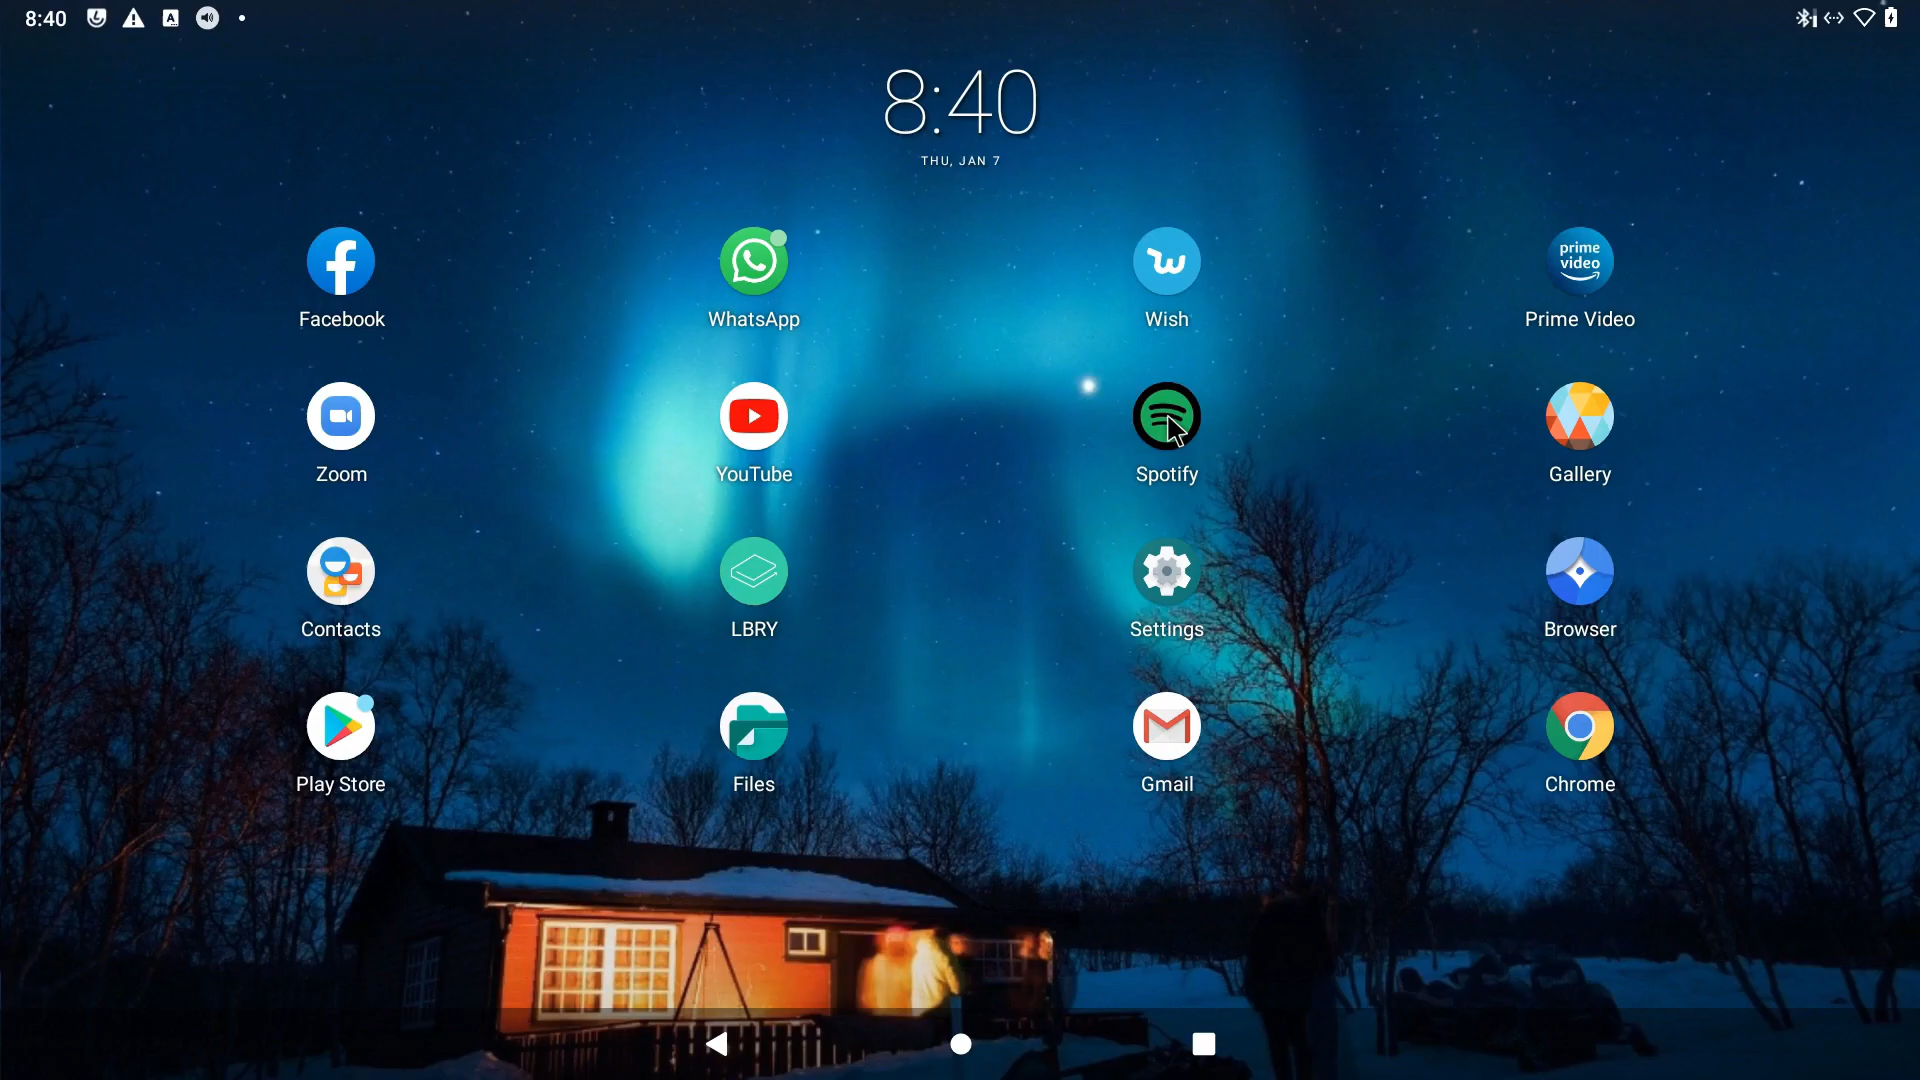 8:40
8:40
THU, JAN 7
prime
video
Facebook WhatsApp Wish Prime Video
Zoom YouTube Spotify Gallery
Contacts LBRY Settings Browser
Play Store Files Gmail Chrome